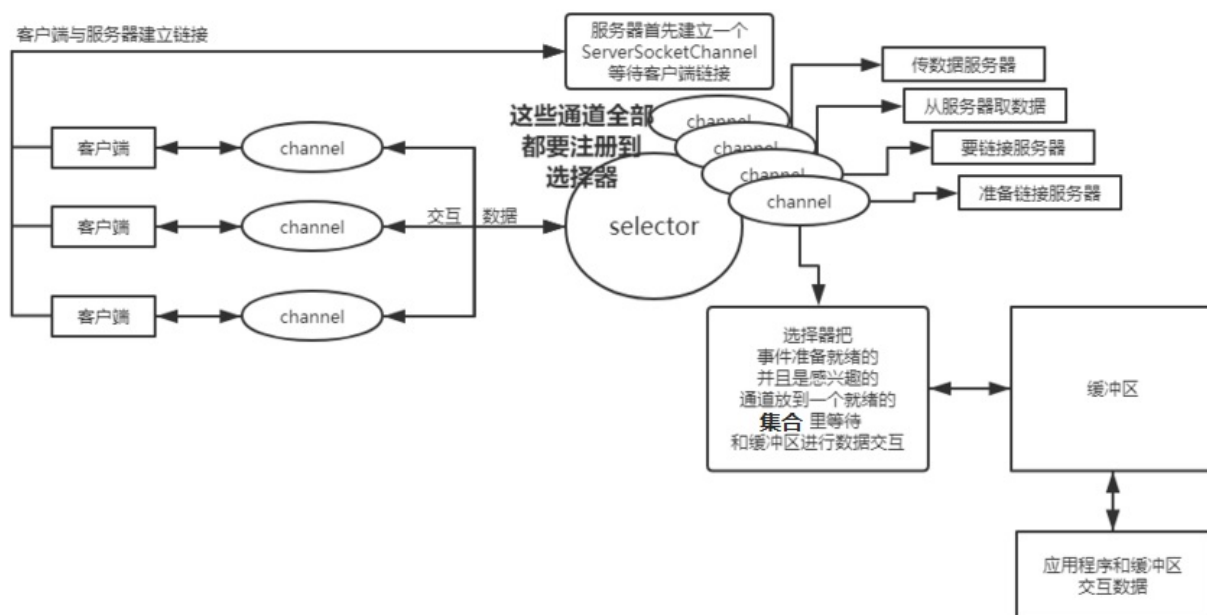 客户端与服务器建立链接
服务器首先建立一个
ServerSocketChannel
等待客户端链接
传数据服务器
从服务器取数据
要链接服务器
准备链接服务器
这些通道全部
都要注册到
选择器
channel
channel
channel
channel
selector
客户端
channel
客户端
channel
交互
数据
客户端
channel
选择器把
事件准备就绪的
并且是感兴趣的
通道放到一个就绪的
集合 里等待
和缓冲区进行数据交互
缓冲区
应用程序和缓冲区
交互数据